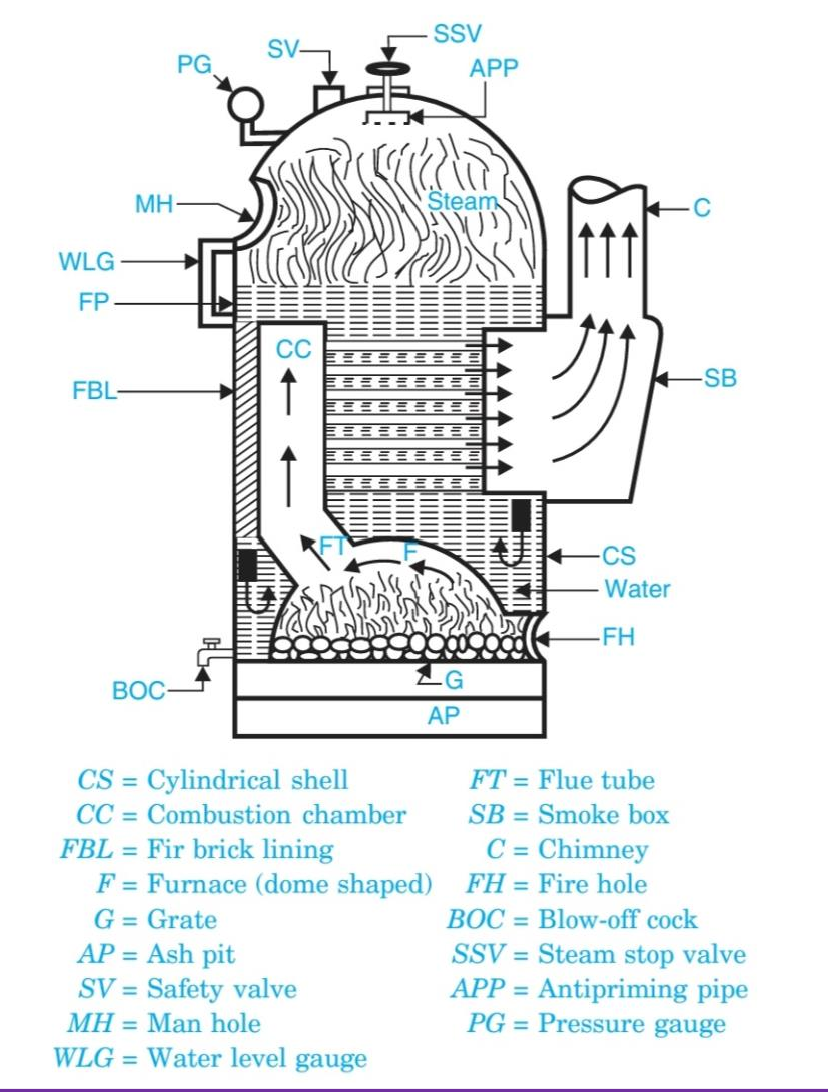 SSV
SV
PG
APP
MH
Steam
C
WLG
FP
CC
FBL
SB
FT
F
CS
Water
FH
G
BOC
AP
CS = Cylindrical shell
CC = Combustion chamber
FBL = Fir brick lining
F = Furnace (dome shaped)
G = Grate
AP = Ash pit
SV = Safety valve
MH = Man hole
WLG = Water level gauge
FT = Flue tube
SB = Smoke box
C = Chimney
FH = Fire hole
BOC = Blow-off cock
SSV = Steam stop valve
APP = Antipriming pipe
PG = Pressure gauge